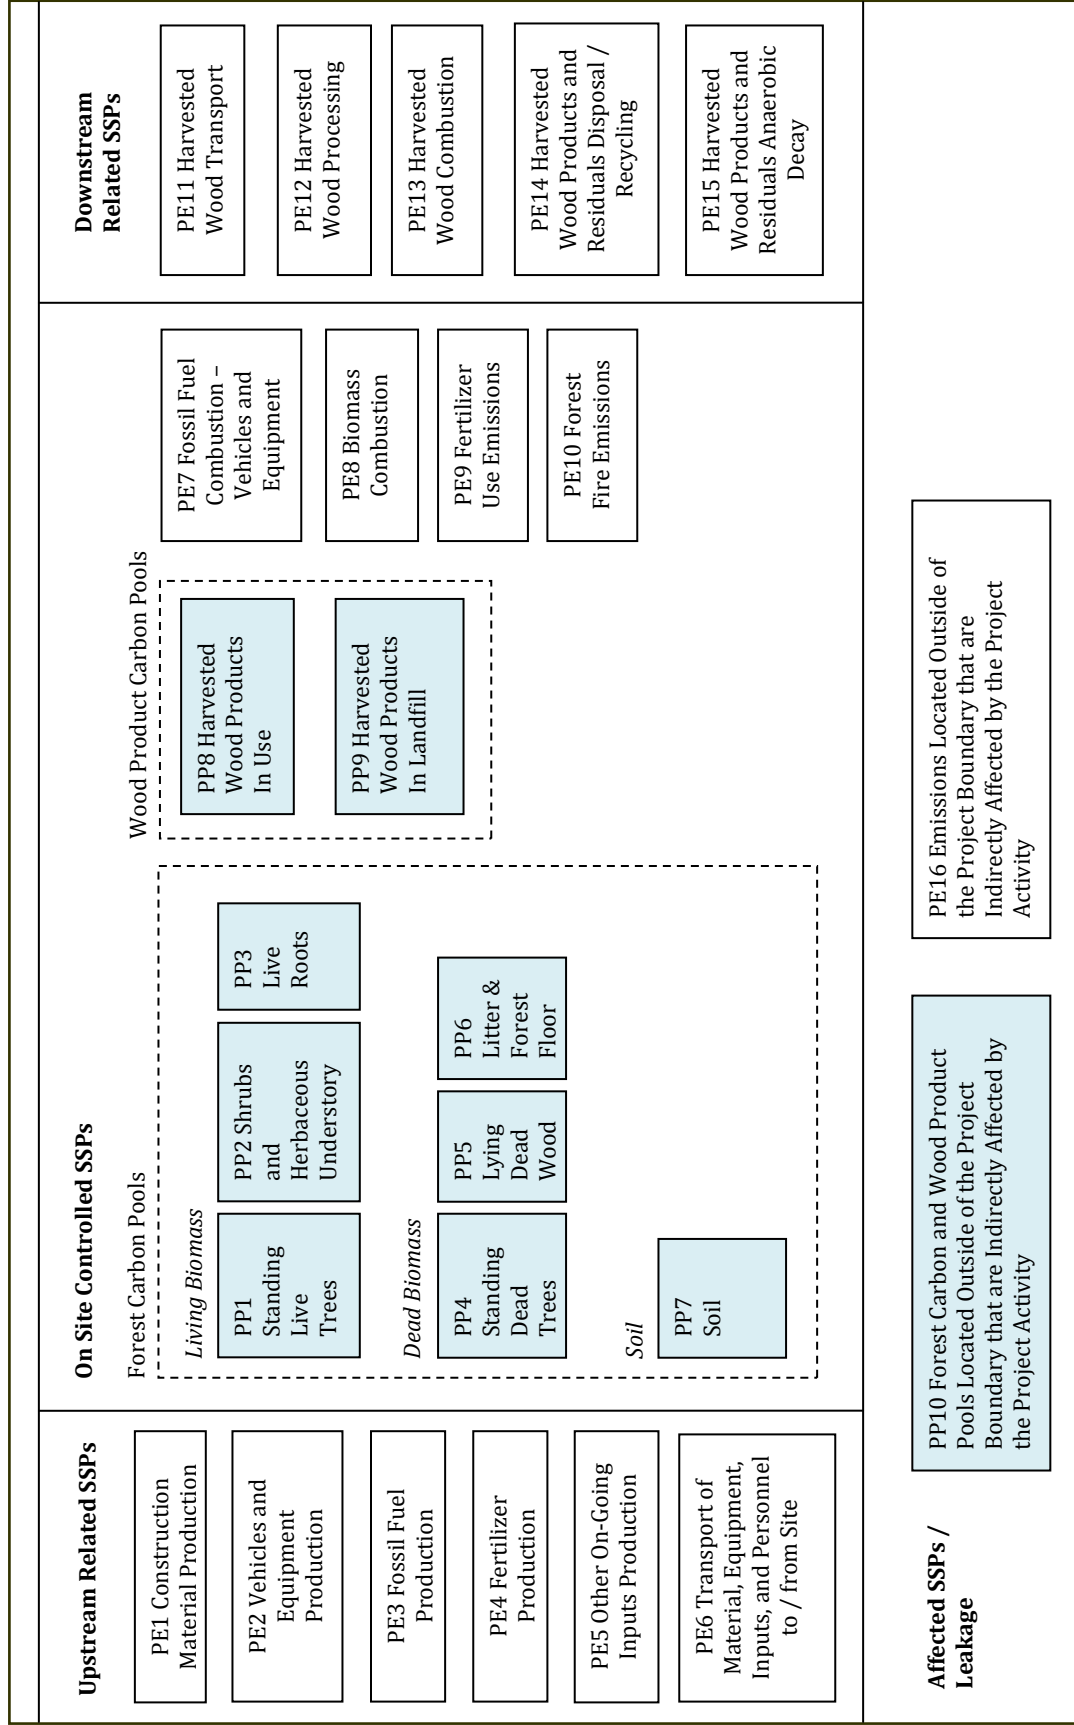 Upstream Related SSPs
PE1 Construction
Material Production
PE2 Vehicles and
Equipment
Production
PE3 Fossil Fuel
Production
PE4 Fertilizer
Production
PE5 Other On-Going
Inputs Production
PE6 Transport of
Material, Equipment,
Inputs, and Personnel
to / from Site
On Site Controlled SSPs
Forest Carbon Pools
Living Biomass
PP1
Standing
Live
Trees
PP2 Shrubs
and
Herbaceous
Understory
PP3
Live
Roots
Dead Biomass
PP4
Standing
Dead
Trees
PP5
Lying
Dead
Wood
PP6
Litter &
Forest
Floor
Soil
PP7
Soil
Wood Product Carbon Pools
PP8 Harvested
Wood Products
In Use
PP9 Harvested
Wood Products
In Landfill
PE7 Fossil Fuel
Combustion –
Vehicles and
Equipment
PE8 Biomass
Combustion
PE9 Fertilizer
Use Emissions
PE10 Forest
Fire Emissions
Downstream
Related SSPs
PE11 Harvested
Wood Transport
PE12 Harvested
Wood Processing
PE13 Harvested
Wood Combustion
PE14 Harvested
Wood Products and
Residuals Disposal /
Recycling
PE15 Harvested
Wood Products and
Residuals Anaerobic
Decay
Affected SSPs /
Leakage
PP10 Forest Carbon and Wood Product
Pools Located Outside of the Project
Boundary that are Indirectly Affected by
the Project Activity
PE16 Emissions Located Outside of
the Project Boundary that are
Indirectly Affected by the Project
Activity